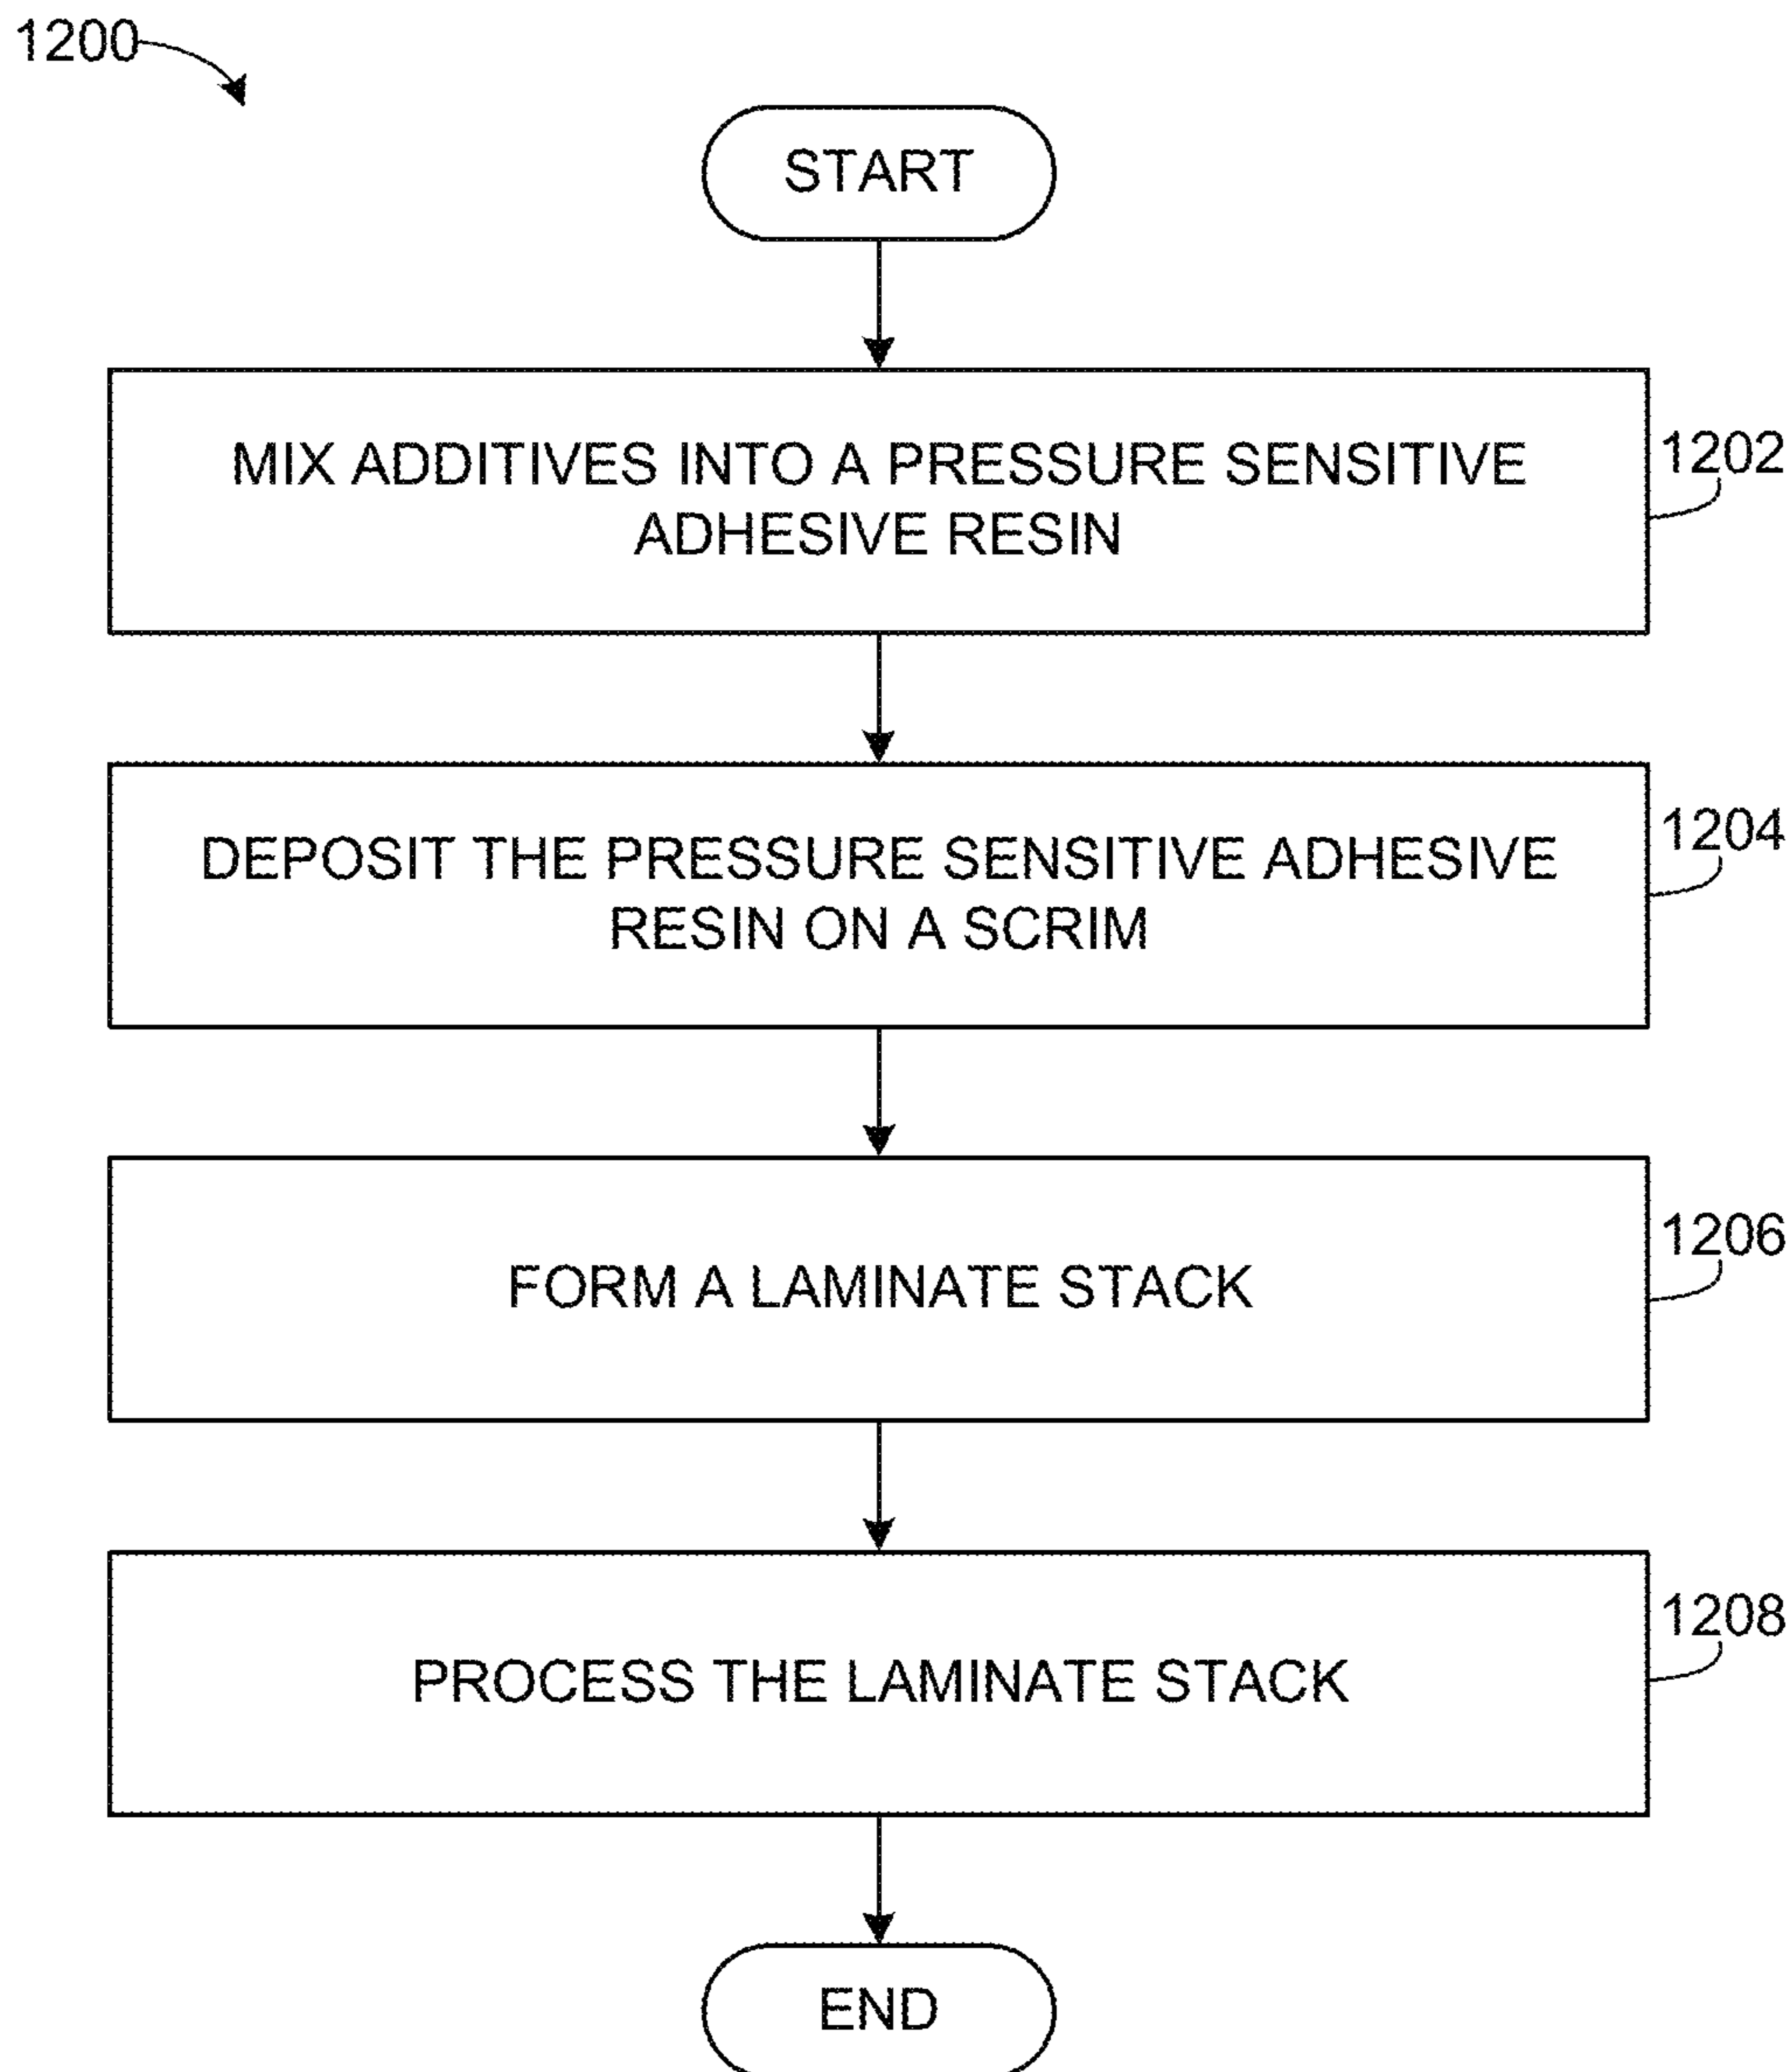 1200
START
MIX ADDITIVES INTO A PRESSURE SENSITIVE
ADHESIVE RESIN
1202
DEPOSIT THE PRESSURE SENSITIVE ADHESIVE
RESIN ON A SCRIM
1204
FORM A LAMINATE STACK
1206
PROCESS THE LAMINATE STACK
1208
END